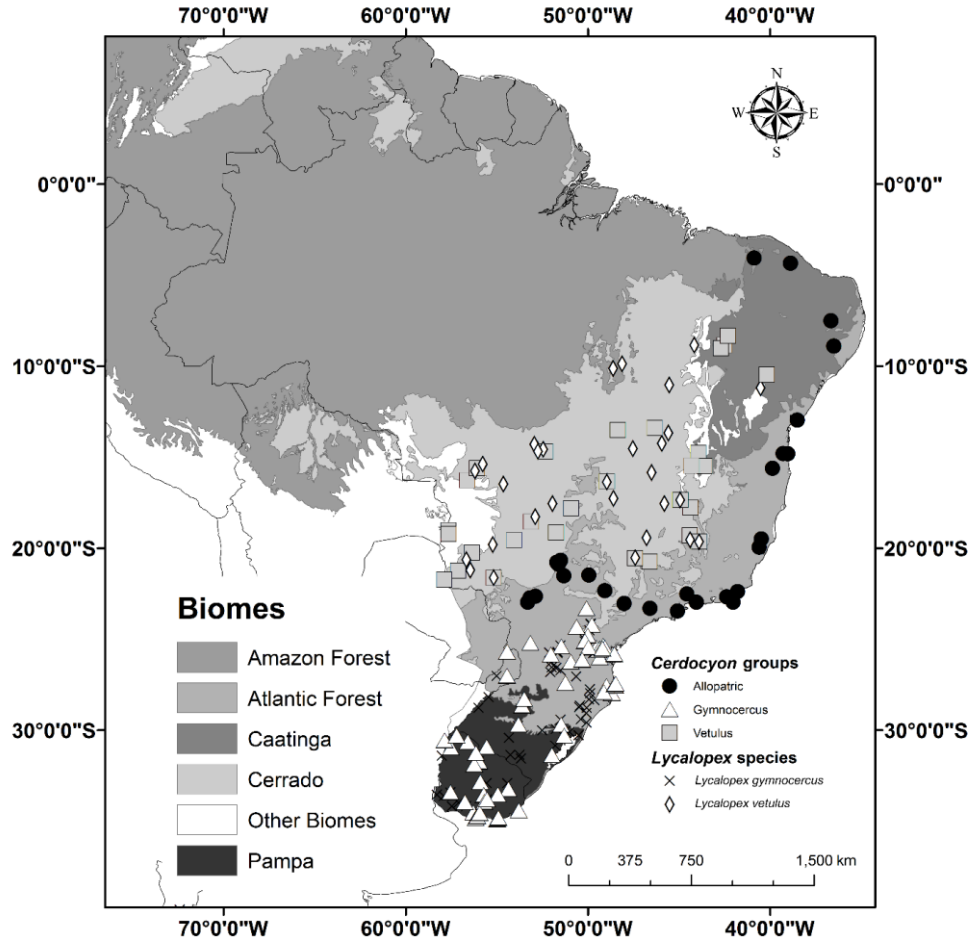 70°0'0"W 60°0'0"W 50°0'0"W 40°0'0"W
N
W E
S
0°0'0" 0°0'0"
10°0'0"S 10°0'0"S
20°0'0"S 20°0'0"S
30°0'0"S 30°0'0"S
Biomes
Amazon Forest
Atlantic Forest
Caatinga
Cerrado
Other Biomes
Pampa
Cerdocyon groups
Allopatric
Gymnocercus
Vetulus
Lycalopex species
Lycalopex gymnocercus
Lycalopex vetulus
0 375 750 1,500 km
70°0'0"W 60°0'0"W 50°0'0"W 40°0'0"W